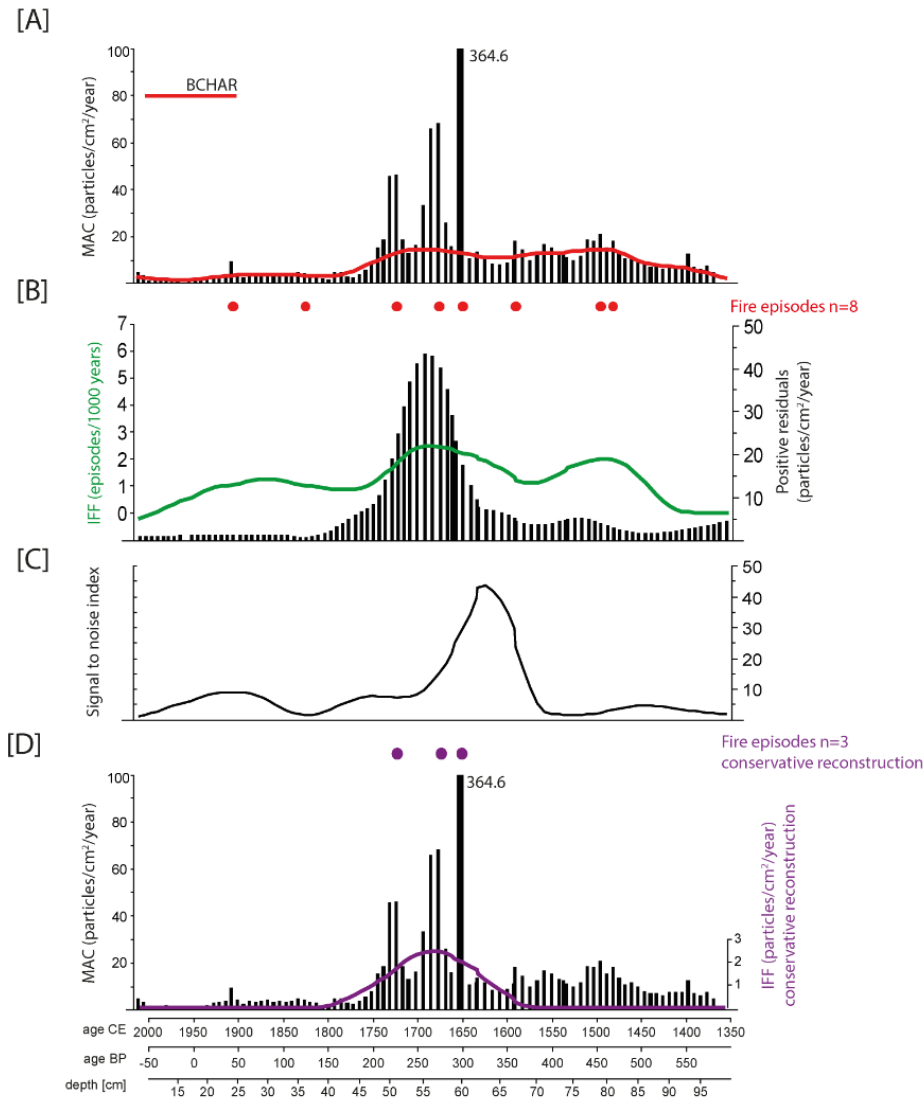 [A]
100
80
60
40
20
MAC (particles/cm²/year)
BCHAR
364.6
[B]
Fire episodes n=8
7
6
5
4
3
2
1
0
IFF (episodes/1000 years)
50
40
30
20
10
Positive residuals
(particles/cm²/year)
[C]
Signal to noise index
50
40
30
20
10
[D]
Fire episodes n=3
conservative reconstruction
100
80
60
40
20
MAC (particles/cm²/year)
364.6
3
2
1
IFF (particles/cm²/year)
conservative reconstruction
age CE 2000 1950 1900 1850 1800 1750 1700 1650 1600 1550 1500 1450 1400 1350
age BP -50 0 50 100 150 200 250 300 350 400 450 500 550
depth [cm] 15 20 25 30 35 40 45 50 55 60 65 70 75 80 85 90 95